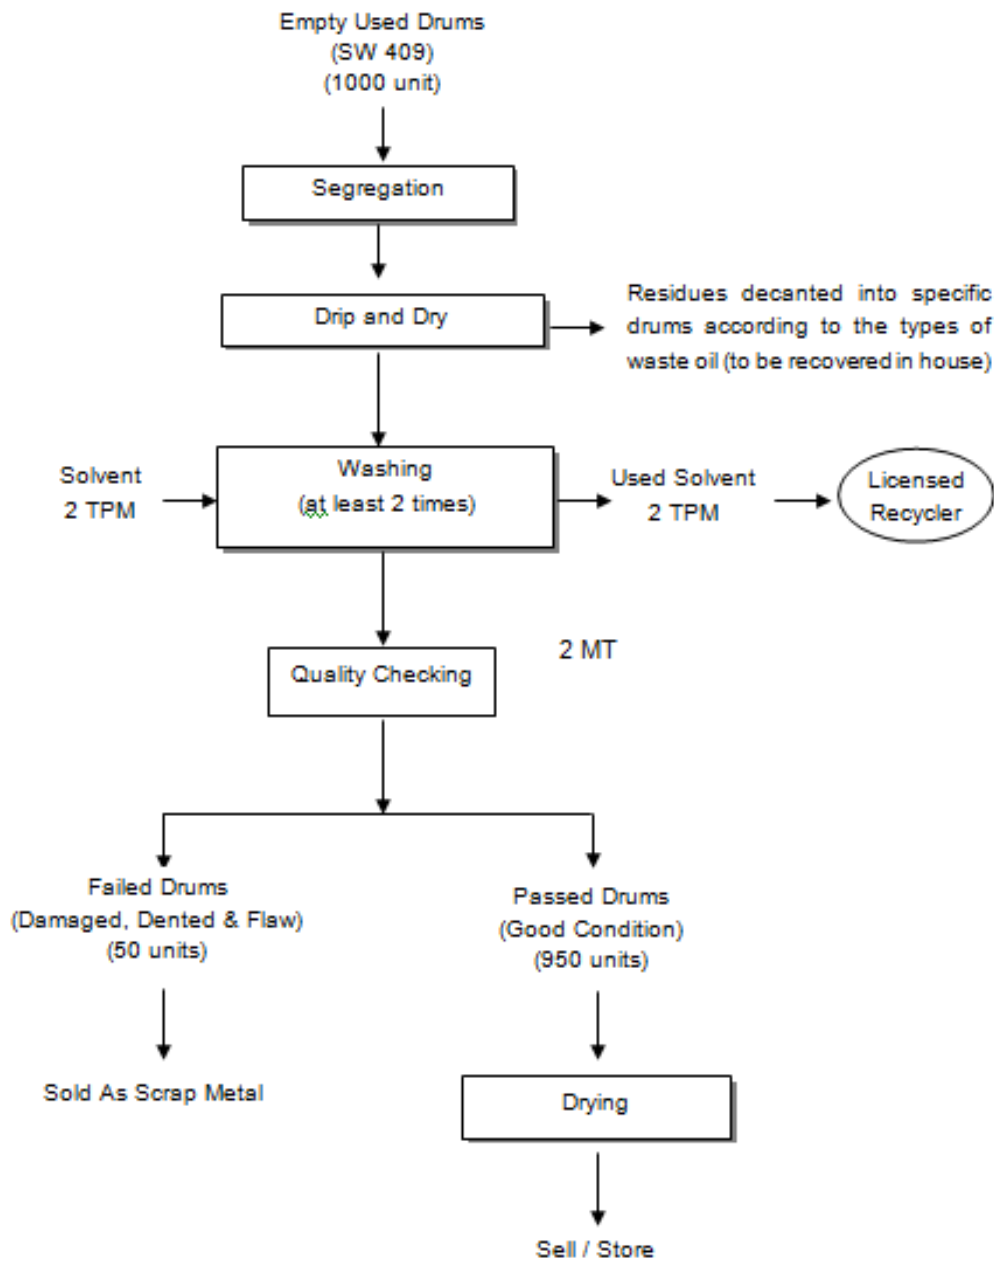 Empty Used Drums
(SW 409)
(1000 unit)
Segregation
Drip and Dry
Residues decanted into specific
drums according to the types of
waste oil (to be recovered in house)
Solvent
2 TPM
Washing
(at least 2 times)
Used Solvent
2 TPM
Licensed
Recycler
2 MT
Quality Checking
Failed Drums
(Damaged, Dented & Flaw)
(50 units)
Passed Drums
(Good Condition)
(950 units)
Sold As Scrap Metal
Drying
Sell / Store